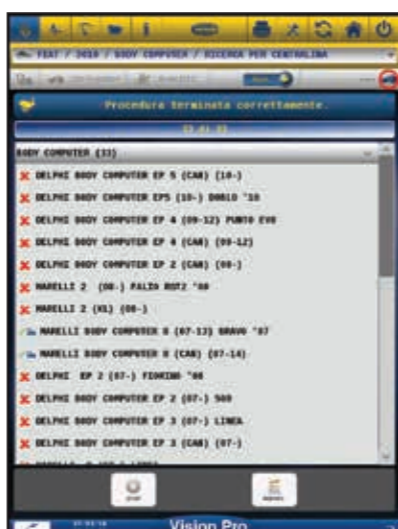 FIAT / 2010 / BODY COMPUTER / RICERCA PER CENTRALINA
Procedura terminata correttamente.
33 di 33
BODY COMPUTER (33)
DELPHI BODY COMPUTER EP 5 (CAN) (10-)
DELPHI BODY COMPUTER EP5 (10-) DOBLO '10
DELPHI BODY COMPUTER EP 4 (09-12) PUNTO EVO
DELPHI BODY COMPUTER EP 4 (CAN) (09-12)
DELPHI BODY COMPUTER EP 2 (CAN) (08-)
MARELLI 2 (08-) PALIO RST2 '08
MARELLI 2 (KL) (08-)
MARELLI BODY COMPUTER 8 (07-13) BRAVO '07
MARELLI BODY COMPUTER 8 (CAN) (07-14)
DELPHI EP 2 (07-) FIORINO '08
DELPHI BODY COMPUTER EP 2 (07-) 500
DELPHI BODY COMPUTER EP 3 (07-) LINEA
DELPHI BODY COMPUTER EP 3 (CAN) (07-)
STOP
Vision Pro